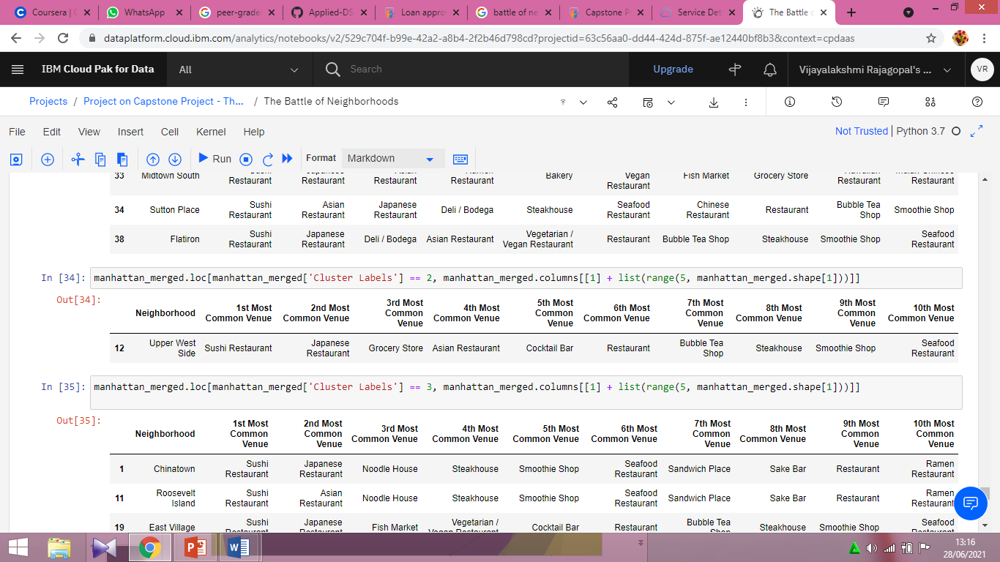 Coursera | C
WhatsApp
peer-grade
Applied-DS
Loan appro
battle of ne
Capstone P
Service Det
The Battle o
dataplatform.cloud.ibm.com/analytics/notebooks/v2/529c704f-b99e-42a2-a8b4-2f2b46d798cd?projectid=63c56aa0-dd44-424d-875f-ae12440bf8b3&context=cpdaas
IBM Cloud Pak for Data All Search Upgrade Vijayalakshmi Rajagopal's ... VR
Projects / Project on Capstone Project - Th... / The Battle of Neighborhoods
File Edit View Insert Cell Kernel Help Not Trusted | Python 3.7
Run Format Markdown
33 Midtown South Sushi Restaurant Japanese Restaurant Asian Restaurant Ramen Restaurant Bakery Vegan Restaurant Fish Market Grocery Store Restaurant Restaurant
34 Sutton Place Sushi Restaurant Asian Restaurant Japanese Restaurant Deli / Bodega Steakhouse Seafood Restaurant Chinese Restaurant Restaurant Bubble Tea Shop Smoothie Shop
38 Flatiron Sushi Restaurant Japanese Restaurant Deli / Bodega Asian Restaurant Vegetarian / Vegan Restaurant Restaurant Bubble Tea Shop Steakhouse Smoothie Shop Seafood Restaurant
In [34]: manhattan_merged.loc[manhattan_merged['Cluster Labels'] == 2, manhattan_merged.columns[[1] + list(range(5, manhattan_merged.shape[1]))]]
Out[34]:
Neighborhood 1st Most Common Venue 2nd Most Common Venue 3rd Most Common Venue 4th Most Common Venue 5th Most Common Venue 6th Most Common Venue 7th Most Common Venue 8th Most Common Venue 9th Most Common Venue 10th Most Common Venue
12 Upper West Side Sushi Restaurant Japanese Restaurant Grocery Store Asian Restaurant Cocktail Bar Restaurant Bubble Tea Shop Steakhouse Smoothie Shop Seafood Restaurant
In [35]: manhattan_merged.loc[manhattan_merged['Cluster Labels'] == 3, manhattan_merged.columns[[1] + list(range(5, manhattan_merged.shape[1]))]]
Out[35]:
Neighborhood 1st Most Common Venue 2nd Most Common Venue 3rd Most Common Venue 4th Most Common Venue 5th Most Common Venue 6th Most Common Venue 7th Most Common Venue 8th Most Common Venue 9th Most Common Venue 10th Most Common Venue
1 Chinatown Sushi Restaurant Japanese Restaurant Noodle House Steakhouse Smoothie Shop Seafood Restaurant Sandwich Place Sake Bar Restaurant Ramen Restaurant
11 Roosevelt Island Sushi Restaurant Asian Restaurant Noodle House Steakhouse Smoothie Shop Seafood Restaurant Sandwich Place Sake Bar Restaurant Ramen Restaurant
19 East Village Sushi Restaurant Japanese Restaurant Fish Market Vegetarian / Vegan Restaurant Cocktail Bar Restaurant Bubble Tea Shop Steakhouse Smoothie Shop Seafood Restaurant
13:16
28/06/2021